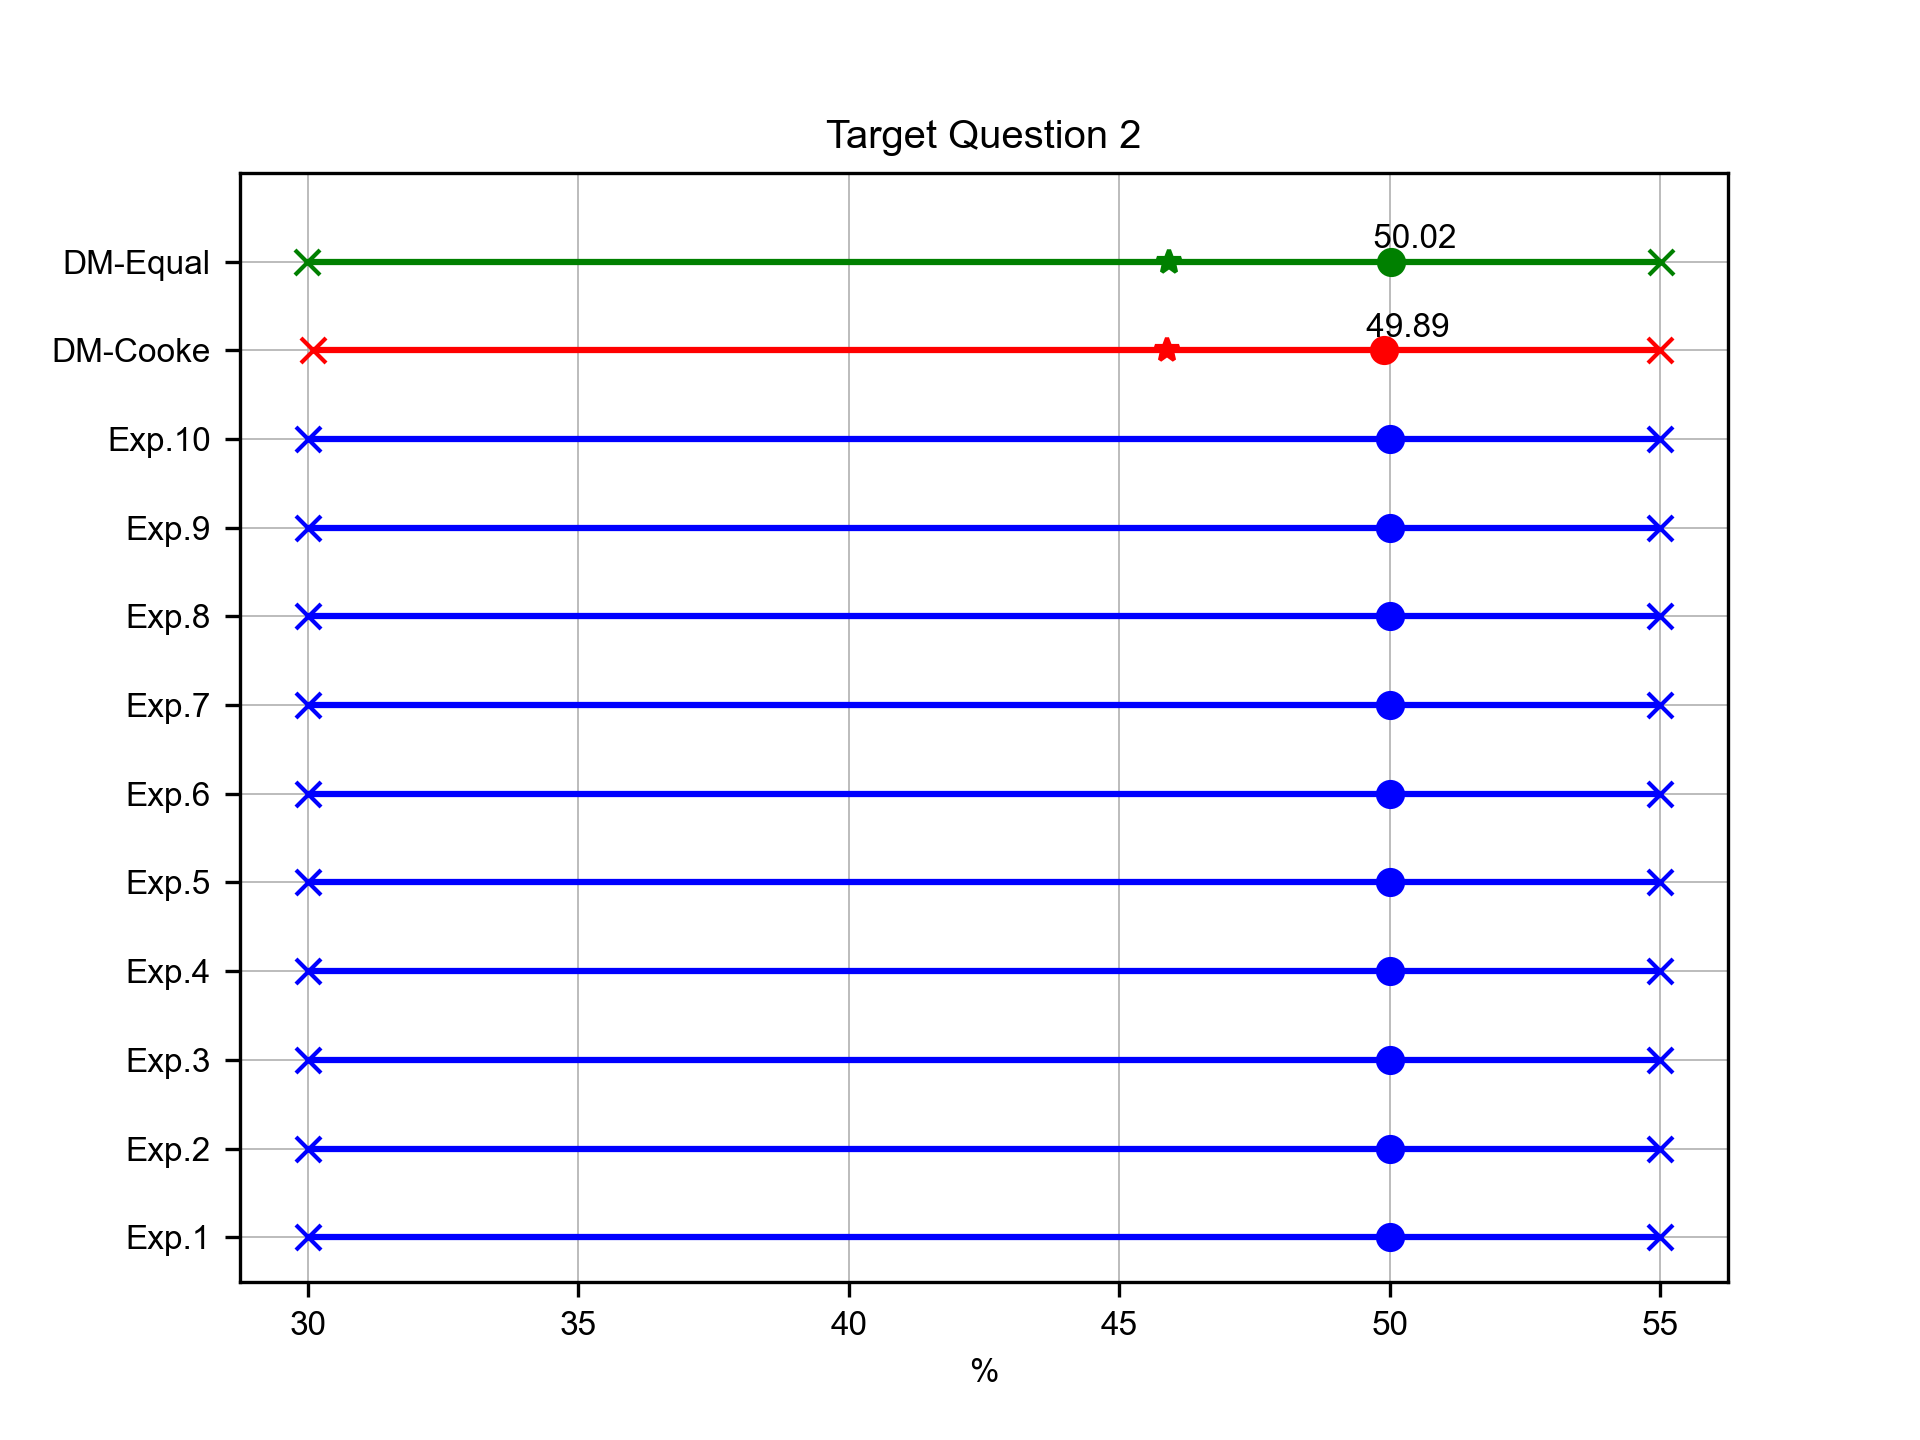 Target Question 2
50.02
DM-Equal
49.89
DM-Cooke
Exp.10
Exp.9
Exp.8
Exp.7
Exp.6
Exp.5
Exp.4
Exp.3
Exp.2
Exp.1
30 35 40 45 50 55
%